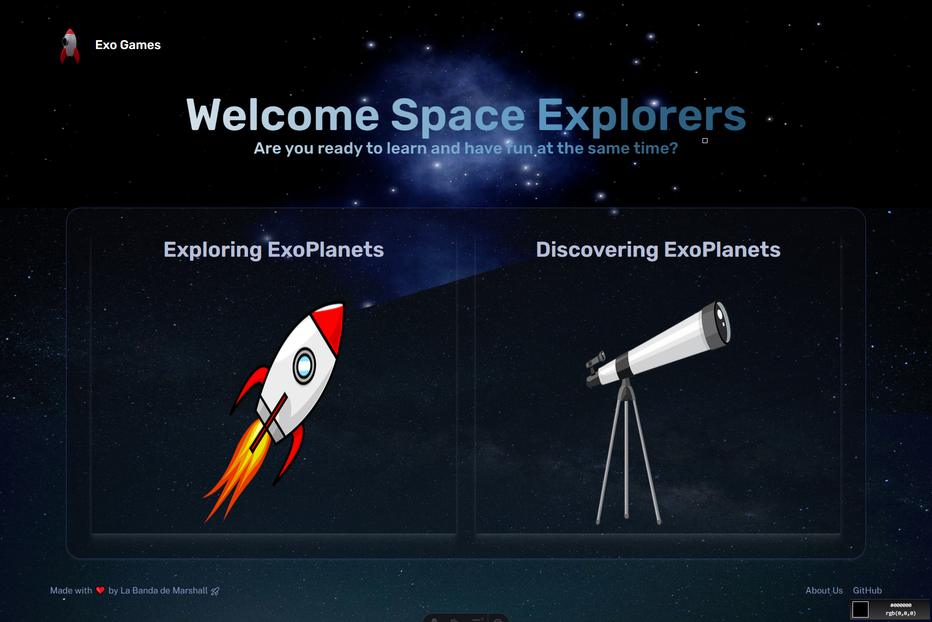 Exo Games
Welcome Space Explorers
Are you ready to learn and have fun at the same time?
Exploring ExoPlanets
Discovering ExoPlanets
Made with ❤️ by La Banda de Marshall
About Us
GitHub
#000000
rgb(0,0,0)